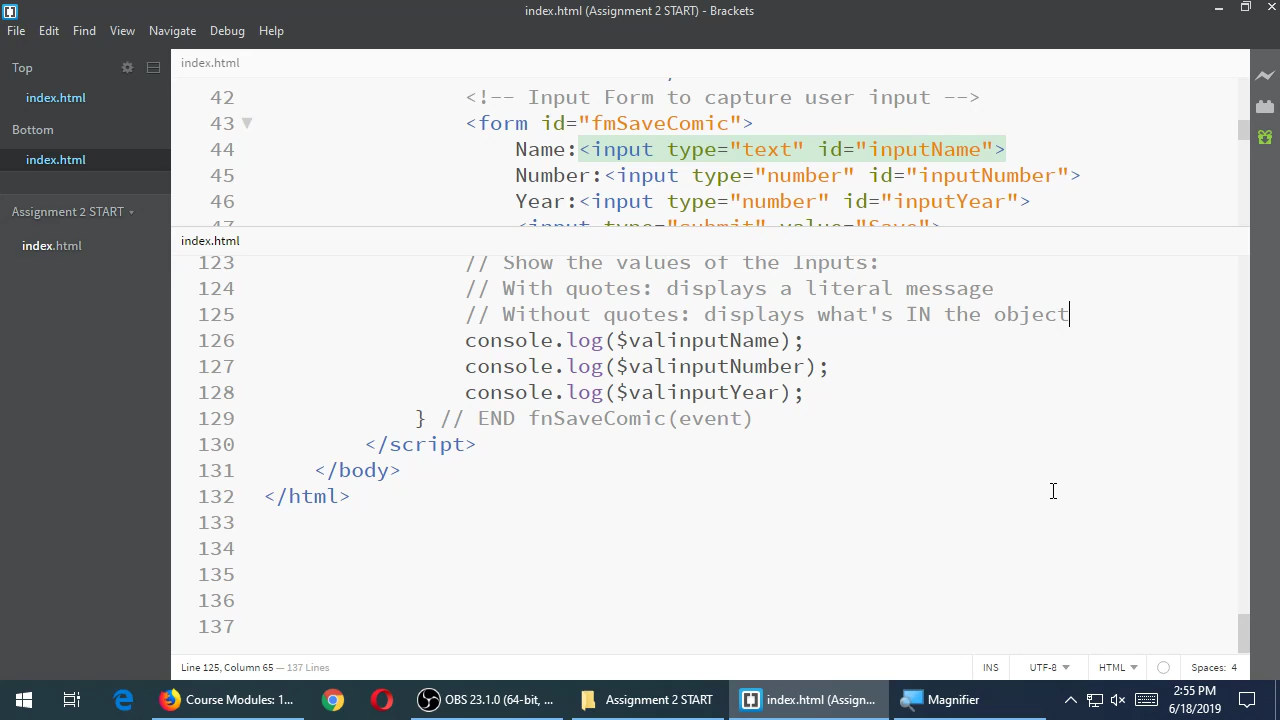 index.html (Assignment 2 START) - Brackets
File Edit Find View Navigate Debug Help
Top
index.html
Bottom
index.html
Assignment 2 START
index.html
index.html
42 <!-- Input Form to capture user input -->
43 <form id="fmSaveComic">
44 Name:<input type="text" id="inputName">
45 Number:<input type="number" id="inputNumber">
46 Year:<input type="number" id="inputYear">
47 <input type="submit" value="Save">
index.html
123 // Show the values of the Inputs:
124 // With quotes: displays a literal message
125 // Without quotes: displays what's IN the object
126 console.log($valinputName);
127 console.log($valinputNumber);
128 console.log($valinputYear);
129 } // END fnSaveComic(event)
130 </script>
131 </body>
132 </html>
133
134
135
136
137
Line 125, Column 65 — 137 Lines
INS UTF-8 HTML Spaces: 4
Course Modules: 1...
OBS 23.1.0 (64-bit, ...
Assignment 2 START
index.html (Assign...
Magnifier
2:55 PM
6/18/2019